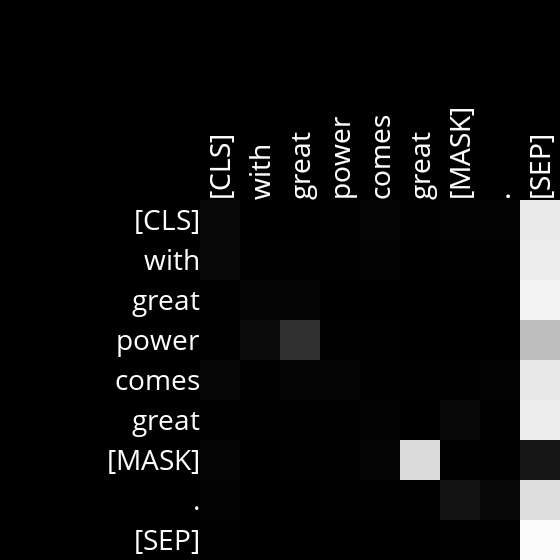 [CLS] with great power comes great [MASK] . [SEP]
[CLS]
with
great
power
comes
great
[MASK]
.
[SEP]